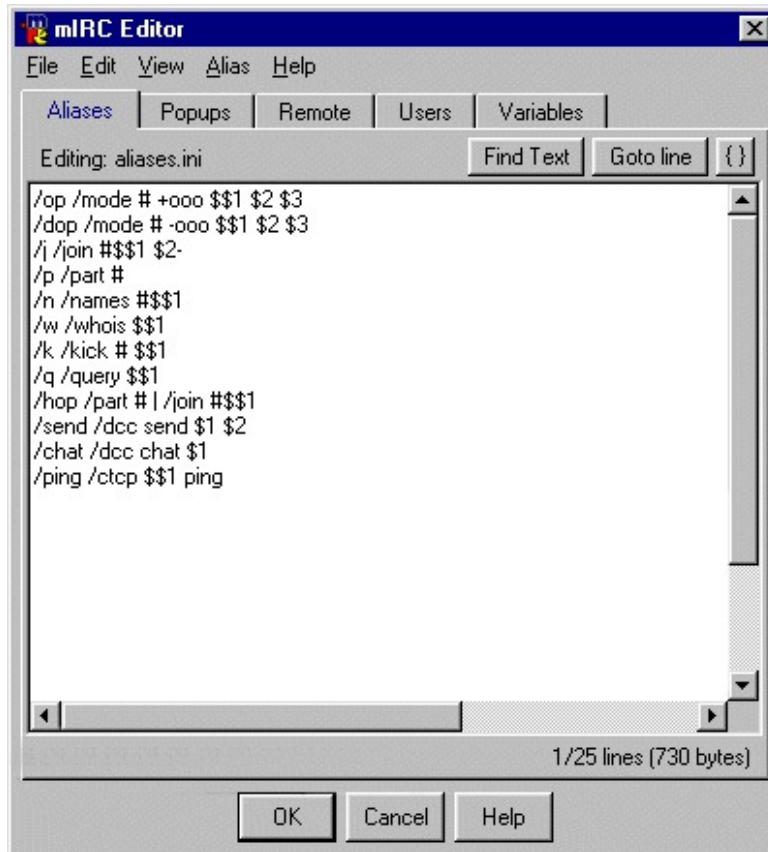 mIRC Editor
File Edit View Alias Help
Aliases Popups Remote Users Variables
Editing: aliases.ini Find Text Goto line {}
/op /mode # +ooo $$1 $2 $3
/dop /mode # -ooo $$1 $2 $3
/j /join #$$1 $2-
/p /part #
/n /names #$$1
/w /whois $$1
/k /kick # $$1
/q /query $$1
/hop /part # | /join #$$1
/send /dcc send $1 $2
/chat /dcc chat $1
/ping /ctcp $$1 ping
1/25 lines (730 bytes)
OK Cancel Help